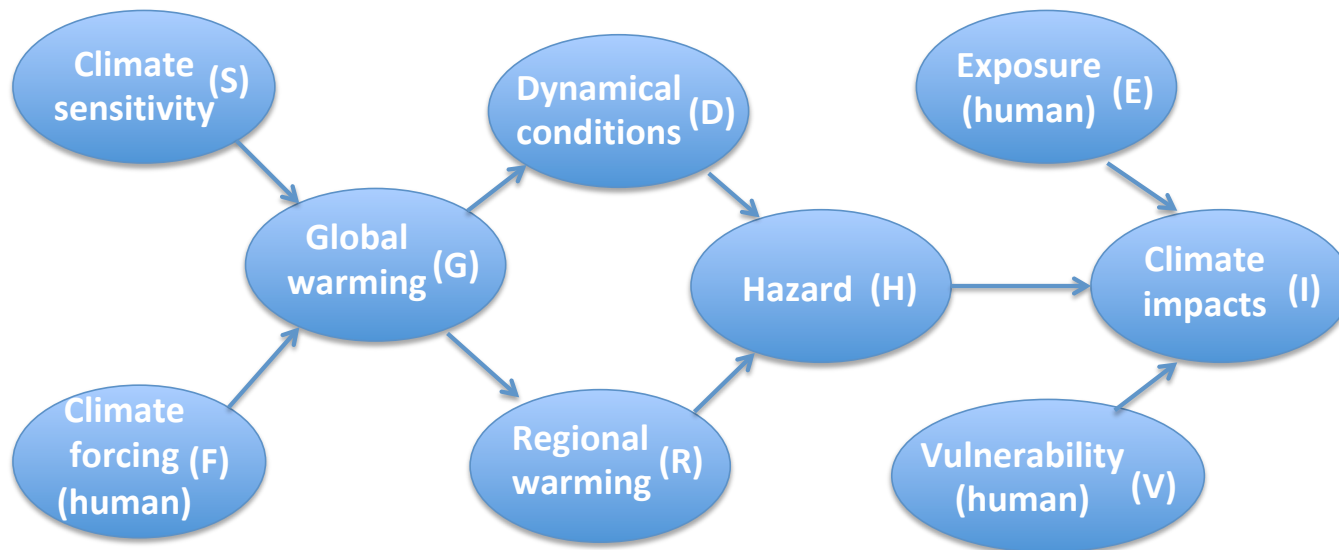 Climate
sensitivity (S)
Dynamical
conditions (D)
Exposure
(human) (E)
Global
warming (G)
Hazard (H)
Climate
impacts (I)
Climate
forcing (F)
(human)
Regional
warming (R)
Vulnerability
(human) (V)